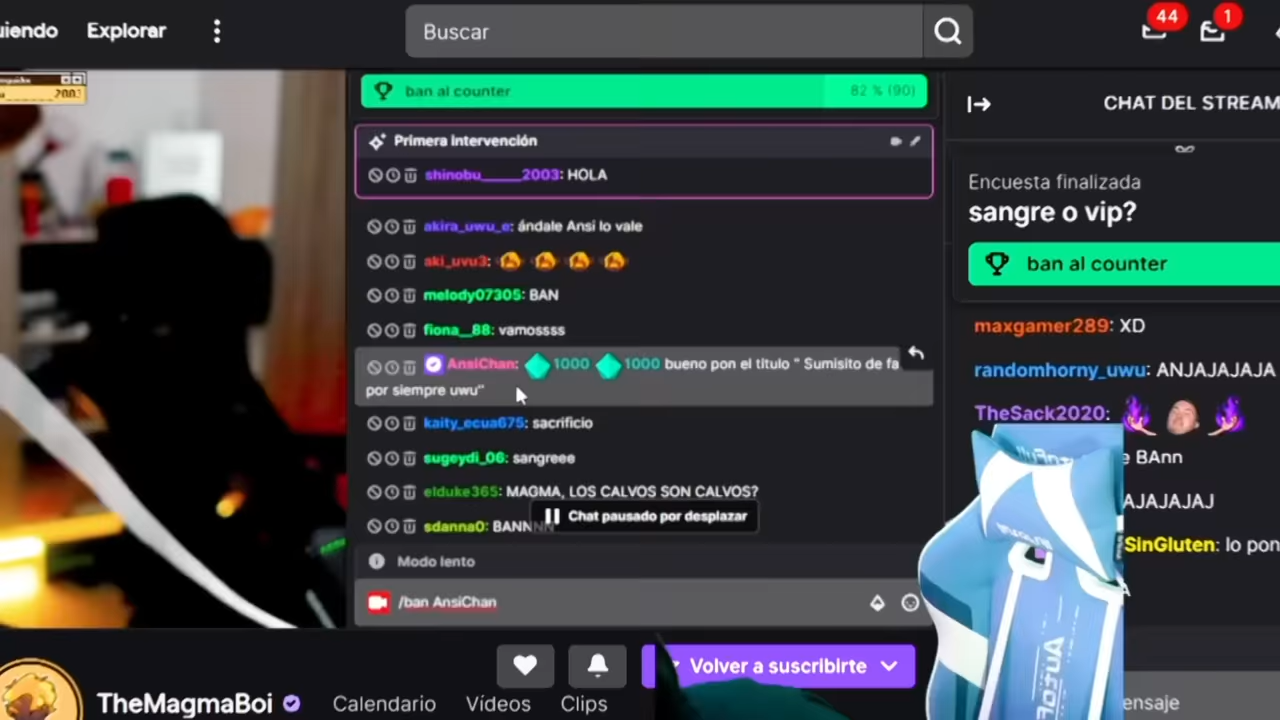 Explorar
Buscar
44
1
ban al counter
82 % (90)
Primera intervención
shinobu_____2003: HOLA
akira_uwu_e: ándale Ansi lo vale
aki_uvu3:
melody07305: BAN
fiona__88: vamossss
AnsiChan: 1000 1000 bueno pon el titulo " Sumisito de fa
por siempre uwu"
kaity_ecua675: sacrificio
sugeydi_06: sangreee
elduke365: MAGMA, LOS CALVOS SON CALVOS?
sdanna0: BANN
Chat pausado por desplazar
Modo lento
/ban AnsiChan
CHAT DEL STREAM
Encuesta finalizada
sangre o vip?
ban al counter
maxgamer289: XD
randomhorny_uwu: ANJAJAJAJA
TheSack2020:
e BAnn
AJAJAJAJ
SinGluten: lo pon
A
ensaje
AutoFull
Volver a suscribirte
TheMagmaBoi
Calendario
Vídeos
Clips